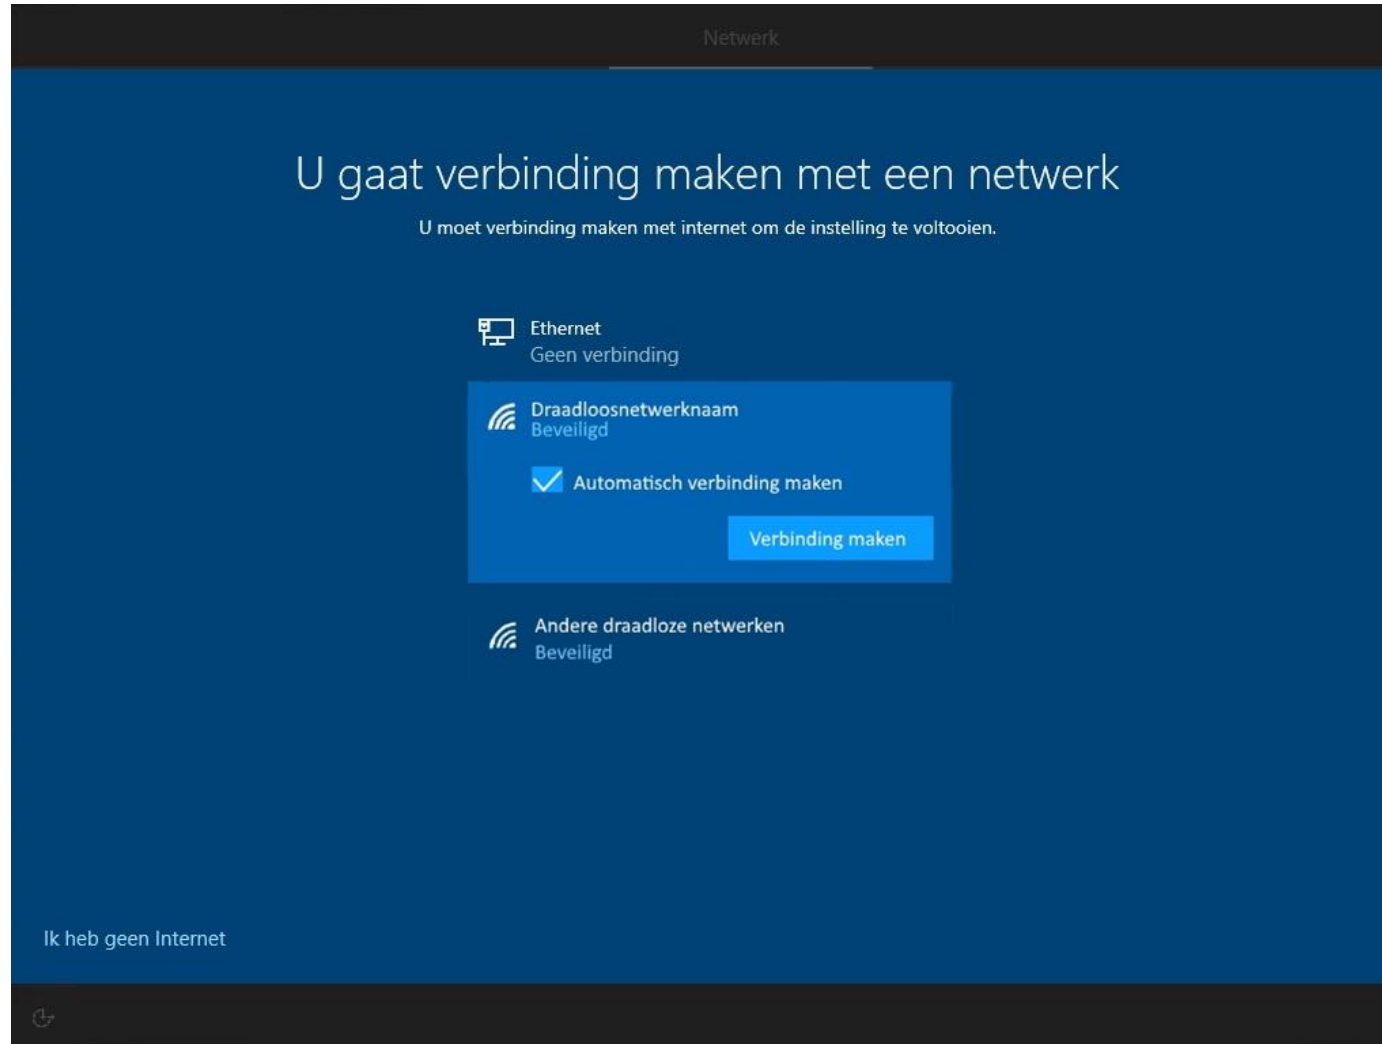 Netwerk
U gaat verbinding maken met een netwerk
U moet verbinding maken met internet om de instelling te voltooien.
Ethernet
Geen verbinding
Draadloosnetwerknaam
Beveiligd
Automatisch verbinding maken
Verbinding maken
Andere draadloze netwerken
Beveiligd
Ik heb geen Internet